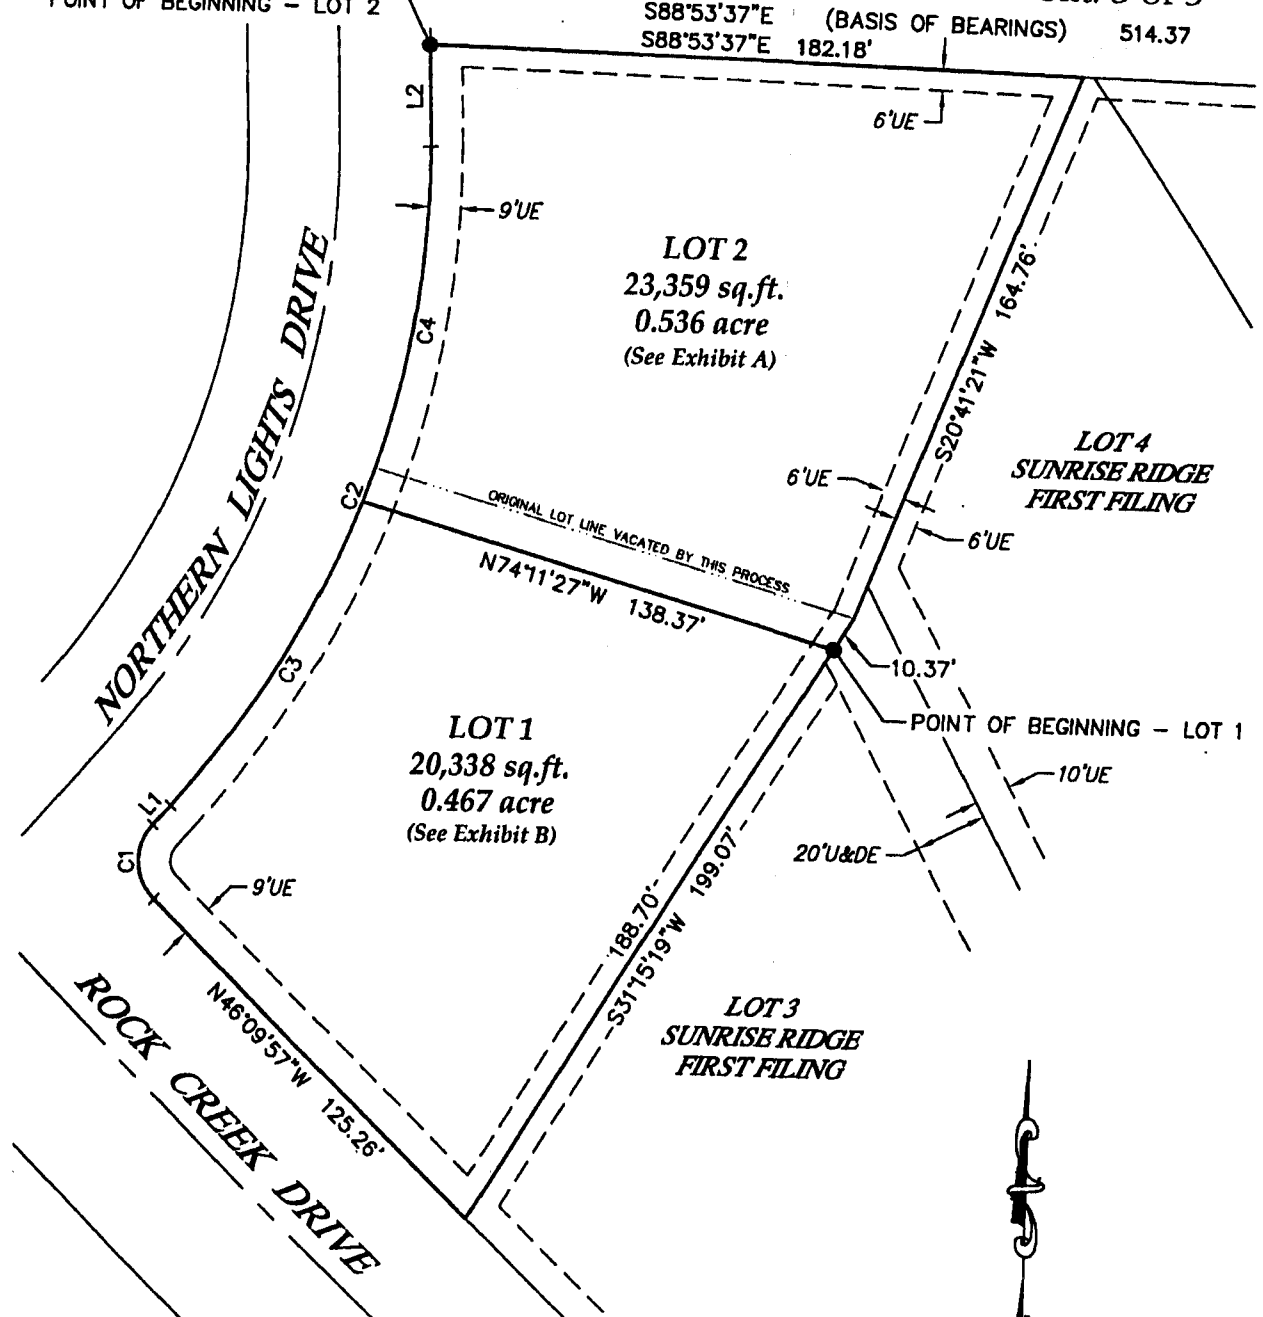 POINT OF BEGINNING - LOT 2
S88°53'37"E (BASIS OF BEARINGS) 514.37
S88°53'37"E 182.18'
L2
6'UE
9'UE
LOT 2
23,359 sq.ft.
0.536 acre
(See Exhibit A)
C4
NORTHERN LIGHTS DRIVE
S20°41'21"W 164.76'
LOT 4
SUNRISE RIDGE
FIRST FILING
6'UE
6'UE
C2
ORIGINAL LOT LINE VACATED BY THIS PROCESS
N74°11'27"W 138.37'
10.37'
C3
POINT OF BEGINNING - LOT 1
LOT 1
20,338 sq.ft.
0.467 acre
(See Exhibit B)
10'UE
L1
C1
20'U&DE
9'UE
188.70'
S31°15'19"W 199.07'
N46°09'57"W 125.26'
ROCK CREEK DRIVE
LOT 3
SUNRISE RIDGE
FIRST FILING